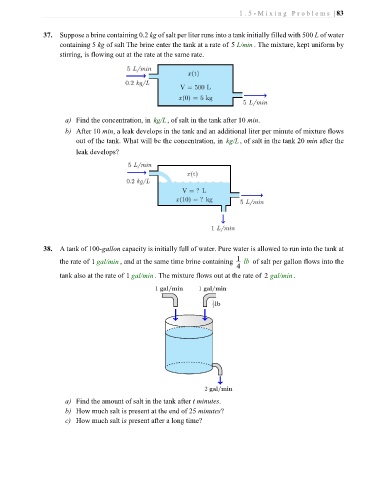 1.5-Mixing Problems | 83
37. Suppose a brine containing 0.2 kg of salt per liter runs into a tank initially filled with 500 L of water
containing 5 kg of salt The brine enter the tank at a rate of 5 L/min. The mixture, kept uniform by
stirring, is flowing out at the rate at the same rate.
5 L/min
x(t)
0.2 kg/L
V = 500 L
x(0) = 5 kg
5 L/min
a) Find the concentration, in kg/L, of salt in the tank after 10 min.
b) After 10 min, a leak develops in the tank and an additional liter per minute of mixture flows
out of the tank. What will be the concentration, in kg/L, of salt in the tank 20 min after the
leak develops?
5 L/min
x(t)
0.2 kg/L
V = ? L
x(10) = ? kg
5 L/min
1 L/min
38. A tank of 100-gallon capacity is initially full of water. Pure water is allowed to run into the tank at
the rate of 1 gal/min, and at the same time brine containing 1/4 lb of salt per gallon flows into the
tank also at the rate of 1 gal/min. The mixture flows out at the rate of 2 gal/min.
1 gal/min 1 gal/min
lb
2 gal/min
a) Find the amount of salt in the tank after t minutes.
b) How much salt is present at the end of 25 minutes?
c) How much salt is present after a long time?